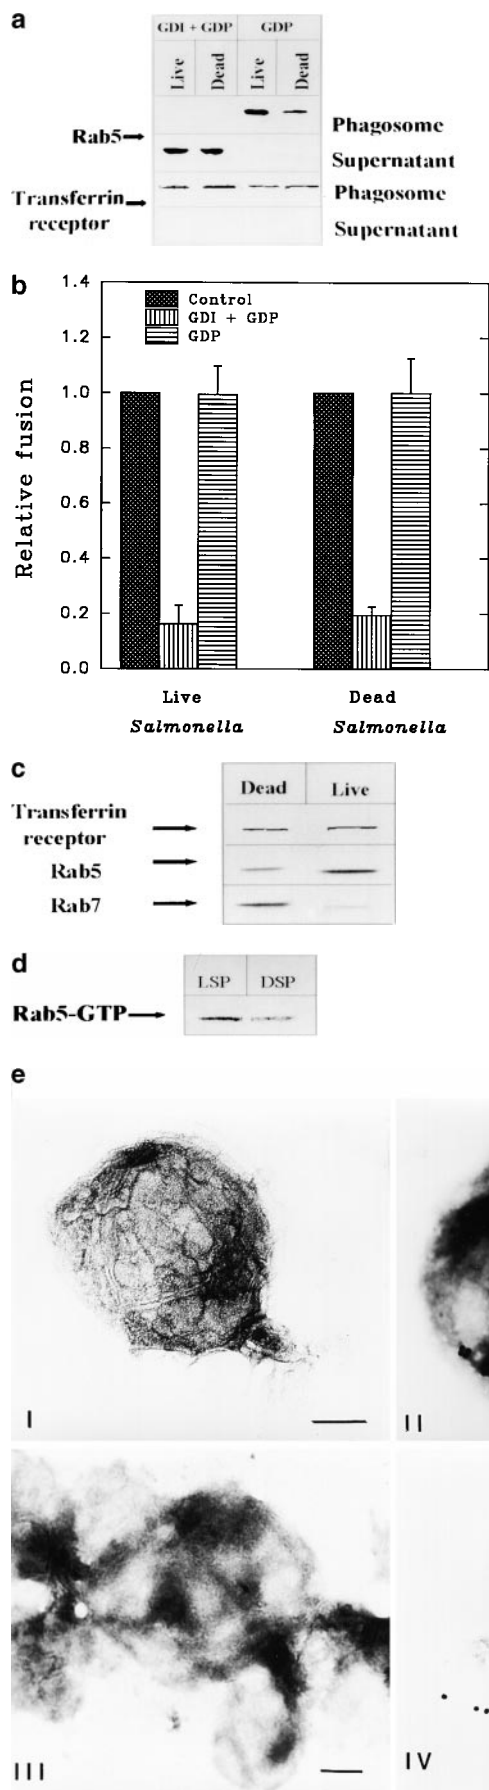 a
GDI + GDP GDP
Live Dead Live Dead
Rab5
Phagosome
Supernatant
Transferrin
receptor
Phagosome
Supernatant
b
1.4
1.2
1.0
0.8
0.6
0.4
0.2
0.0
Relative fusion
Control
GDI + GDP
GDP
Live
Salmonella
Dead
Salmonella
c
Dead Live
Transferrin
receptor
Rab5
Rab7
d
LSP DSP
Rab5-GTP
e
I
II
III
IV